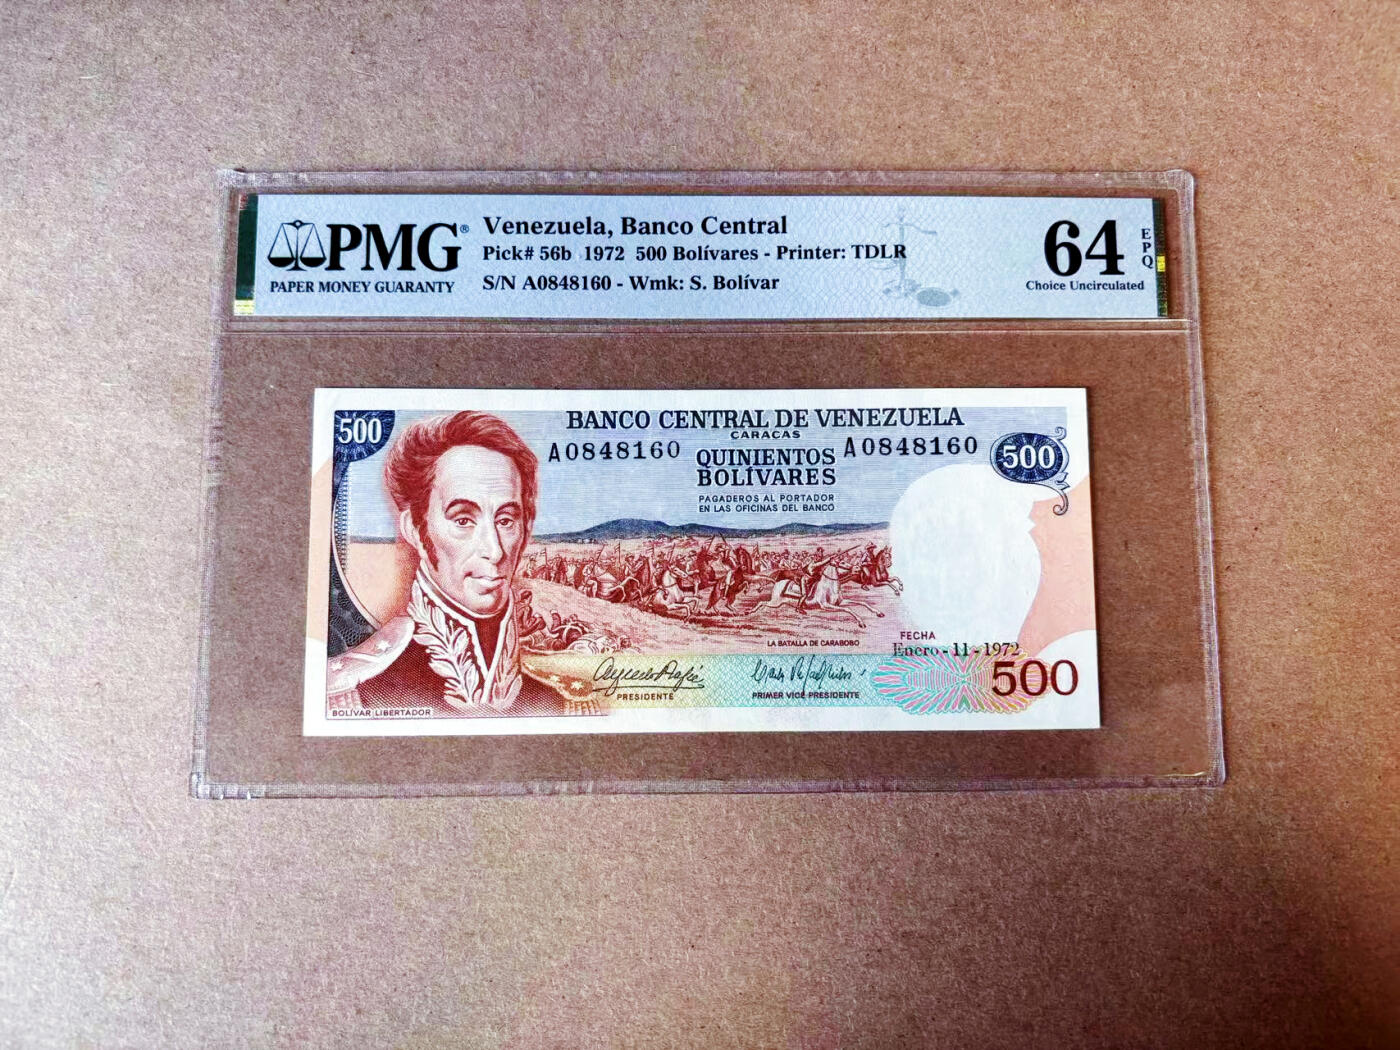 PMG®
PAPER MONEY GUARANTY
Venezuela, Banco Central
Pick# 56b 1972 500 Bolívares - Printer: TDLR
S/N A0848160 - Wmk: S. Bolívar
64
EPQ
Choice Uncirculated
500
BANCO CENTRAL DE VENEZUELA
CARACAS
A0848160
QUINIENTOS
BOLÍVARES
A0848160
500
PAGADEROS AL PORTADOR
EN LAS OFICINAS DEL BANCO
LA BATALLA DE CARABOBO
FECHA
Enero - 11 - 1972
PRESIDENTE
PRIMER VICE-PRESIDENTE
500
BOLÍVAR LIBERTADOR